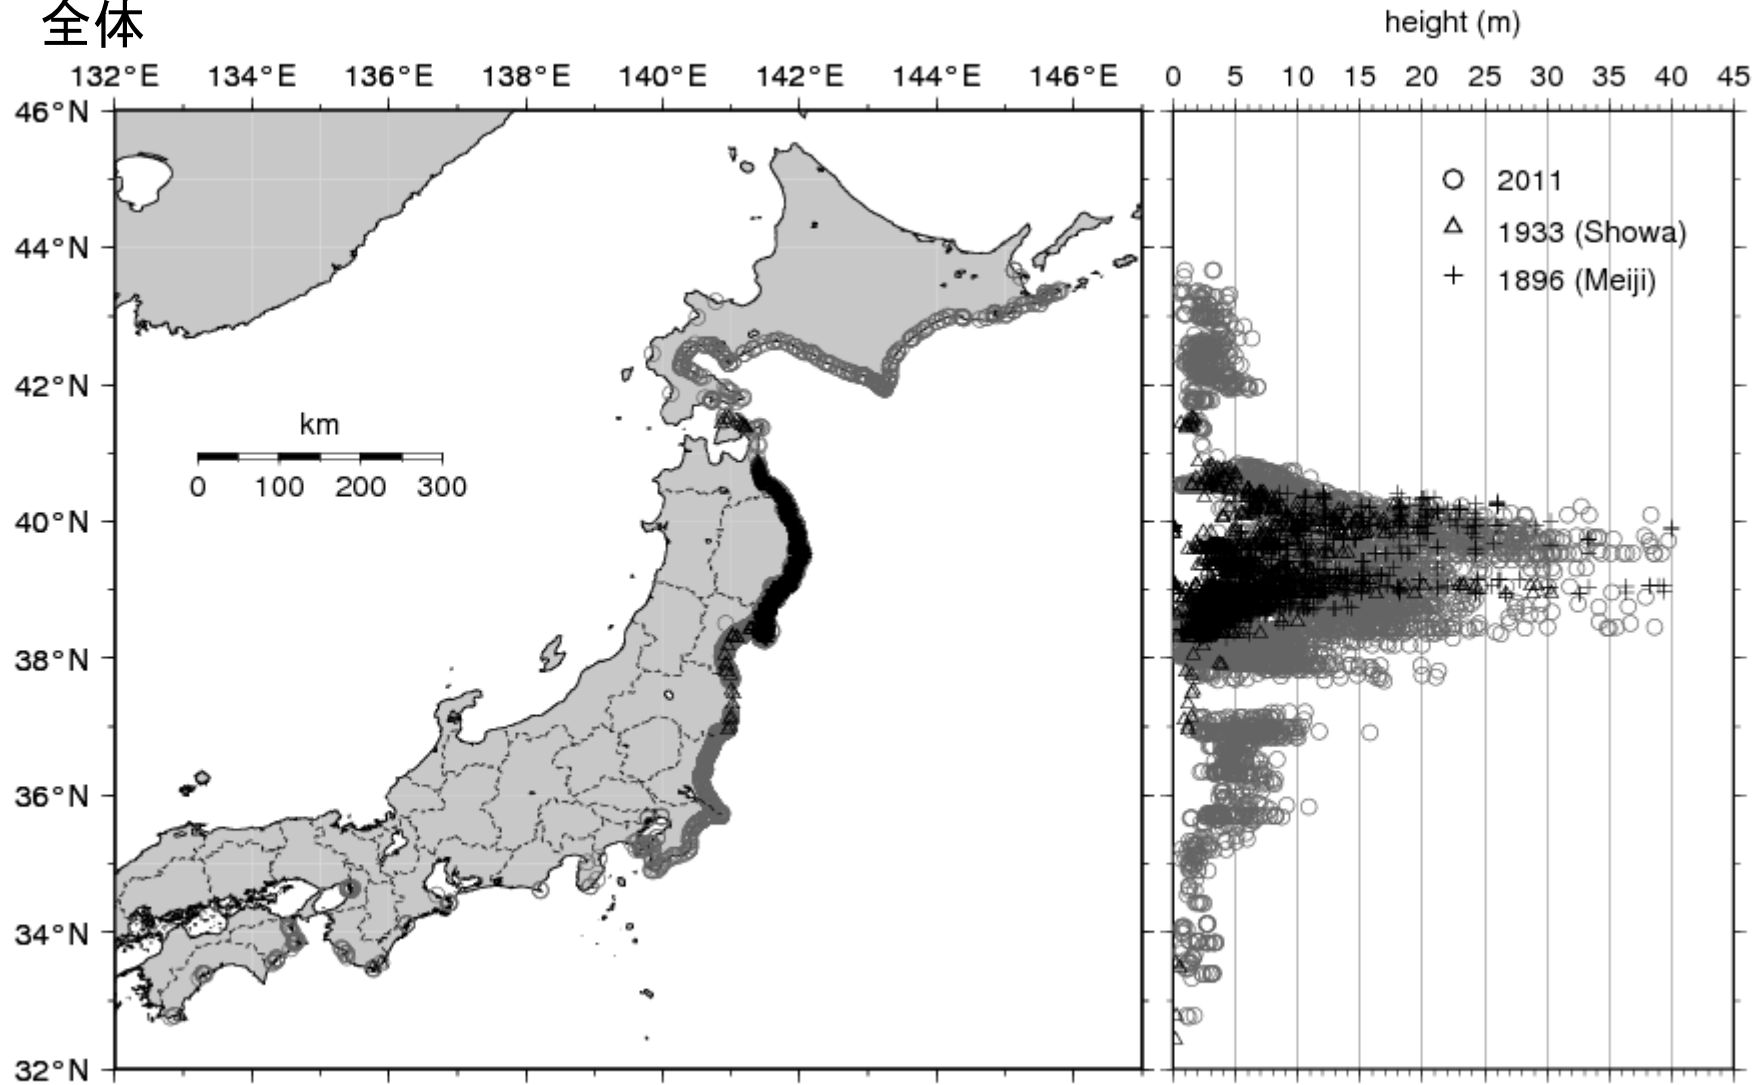 全体
height (m)
132°E 134°E 136°E 138°E 140°E 142°E 144°E 146°E
0 5 10 15 20 25 30 35 40 45
46°N
44°N
42°N
40°N
38°N
36°N
34°N
32°N
km
0 100 200 300
2011
1933 (Showa)
1896 (Meiji)